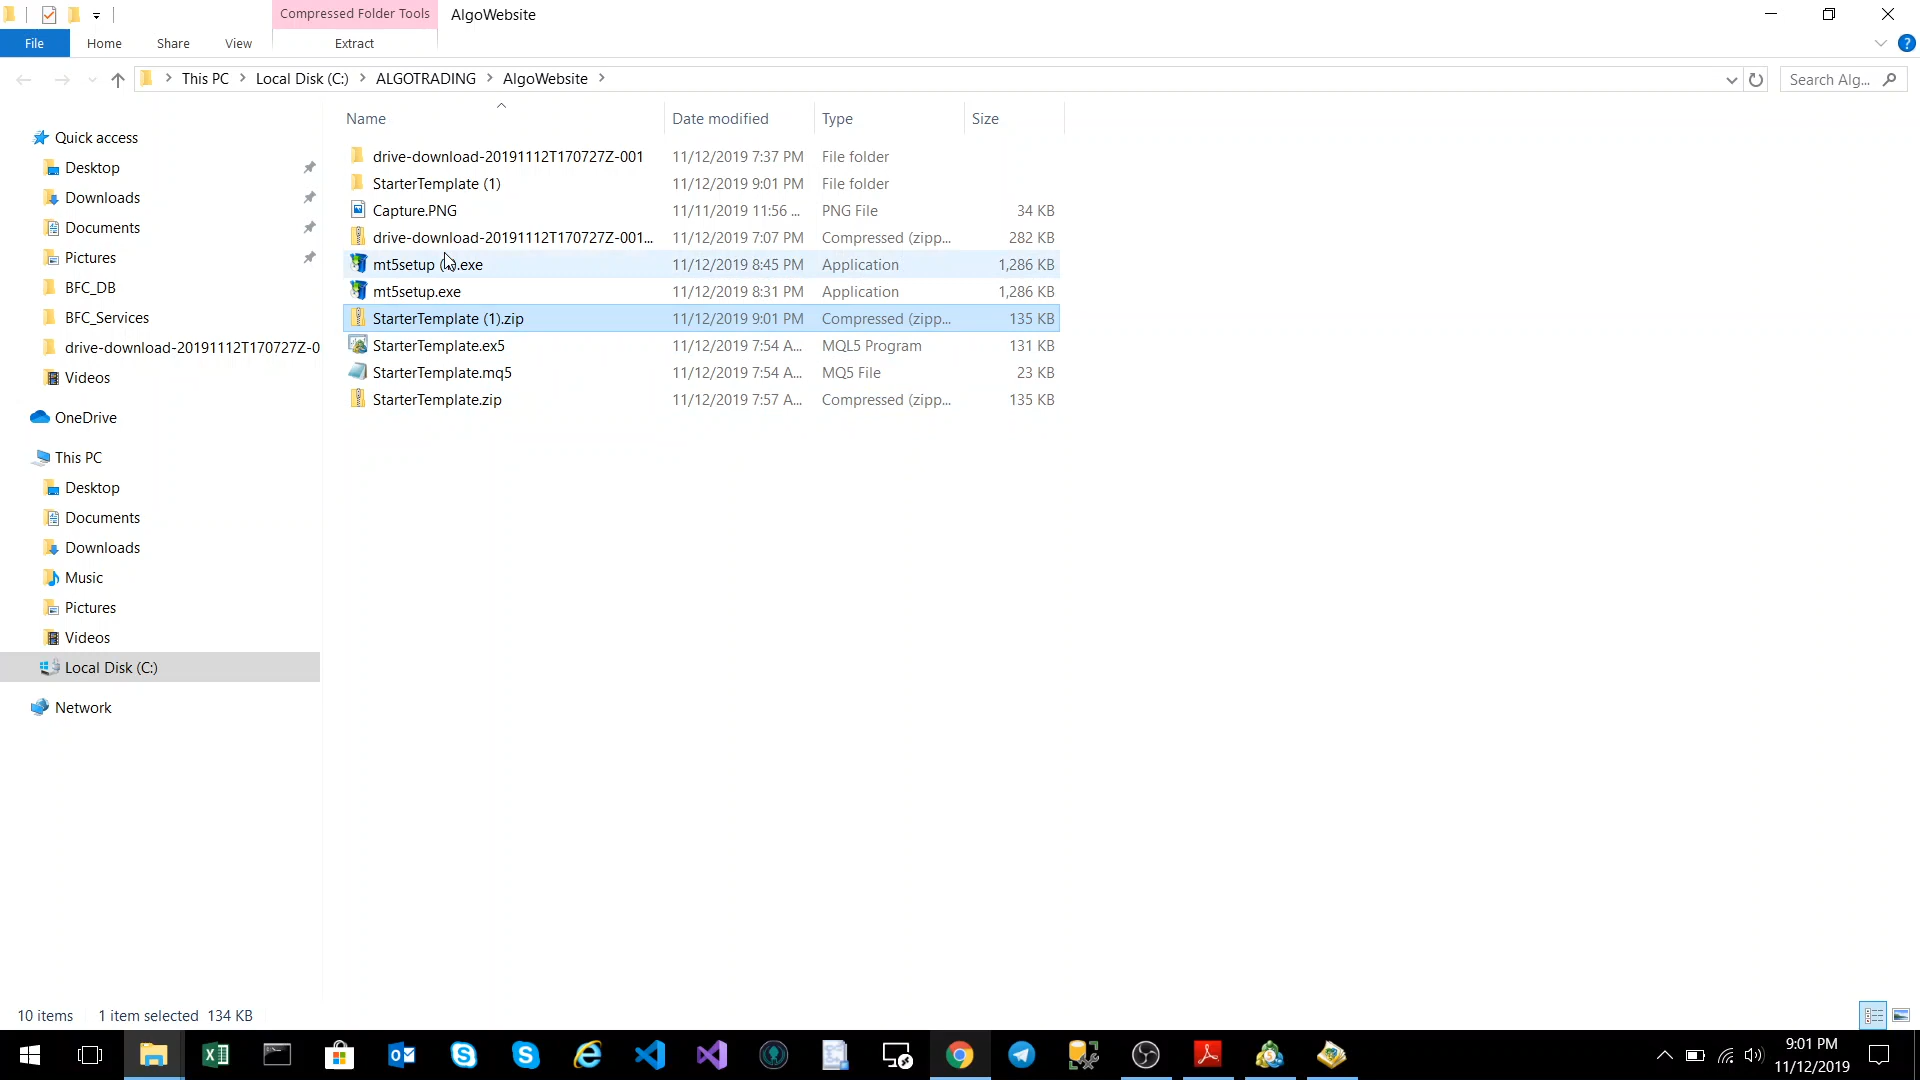 Compressed Folder Tools
AlgoWebsite
File
Home
Share
View
Extract
This PC
Local Disk (C:)
ALGOTRADING
AlgoWebsite
Search Alg...
Name
Date modified
Type
Size
Quick access
Desktop
Downloads
Documents
Pictures
BFC_DB
BFC_Services
drive-download-20191112T170727Z-0
Videos
OneDrive
This PC
Desktop
Documents
Downloads
Music
Pictures
Videos
Local Disk (C:)
Network
drive-download-20191112T170727Z-001 11/12/2019 7:37 PM File folder
StarterTemplate (1) 11/12/2019 9:01 PM File folder
Capture.PNG 11/11/2019 11:56 ... PNG File 34 KB
drive-download-20191112T170727Z-001... 11/12/2019 7:07 PM Compressed (zipp... 282 KB
mt5setup ( ).exe 11/12/2019 8:45 PM Application 1,286 KB
mt5setup.exe 11/12/2019 8:31 PM Application 1,286 KB
StarterTemplate (1).zip 11/12/2019 9:01 PM Compressed (zipp... 135 KB
StarterTemplate.ex5 11/12/2019 7:54 A... MQL5 Program 131 KB
StarterTemplate.mq5 11/12/2019 7:54 A... MQ5 File 23 KB
StarterTemplate.zip 11/12/2019 7:57 A... Compressed (zipp... 135 KB
10 items 1 item selected 134 KB
9:01 PM
11/12/2019